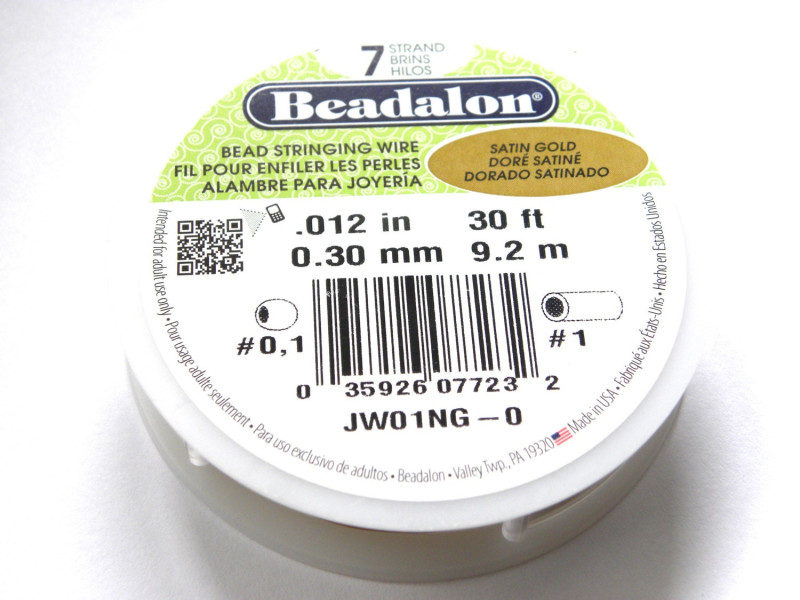 7 STRAND
BRINS
HILOS
Beadalon®
BEAD STRINGING WIRE
FIL POUR ENFILER LES PERLES
ALAMBRE PARA JOYERÍA
SATIN GOLD
DORÉ SATINÉ
DORADO SATINADO
.012 in 30 ft
0.30 mm 9.2 m
#0,1
#1
0 35926 07723 2
JW01NG-0
Intended for adult use only • Pour usage adulte seulement • Para uso exclusivo de adultos • Beadalon • Valley Twp., PA 19320 Made in USA • Fabriqué aux États-Unis • Hecho en Estados Unidos